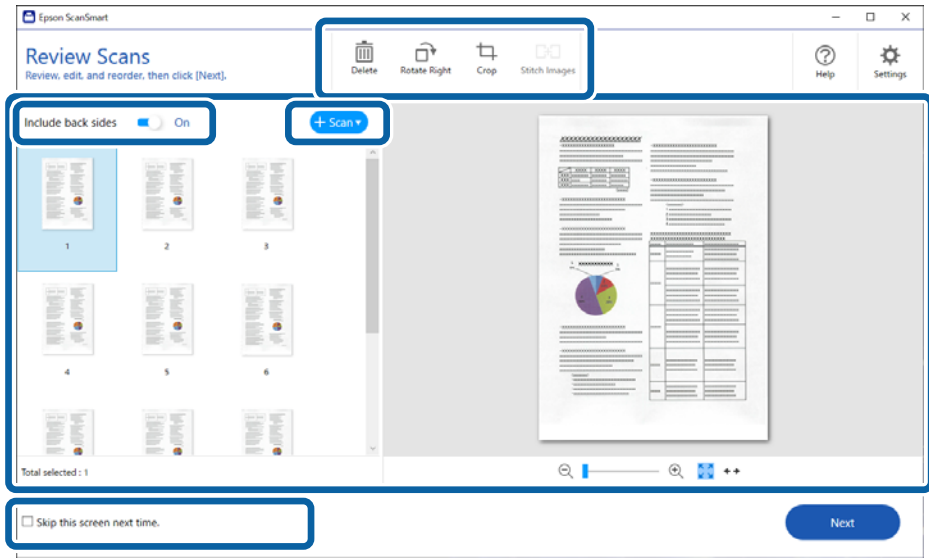 Epson ScanSmart
Review Scans
Review, edit, and reorder, then click [Next].
Delete
Rotate Right
Crop
Stitch Images
Help
Settings
Include back sides On
+ Scan
1 2 3
4 5 6
Total selected : 1
Skip this screen next time.
Next